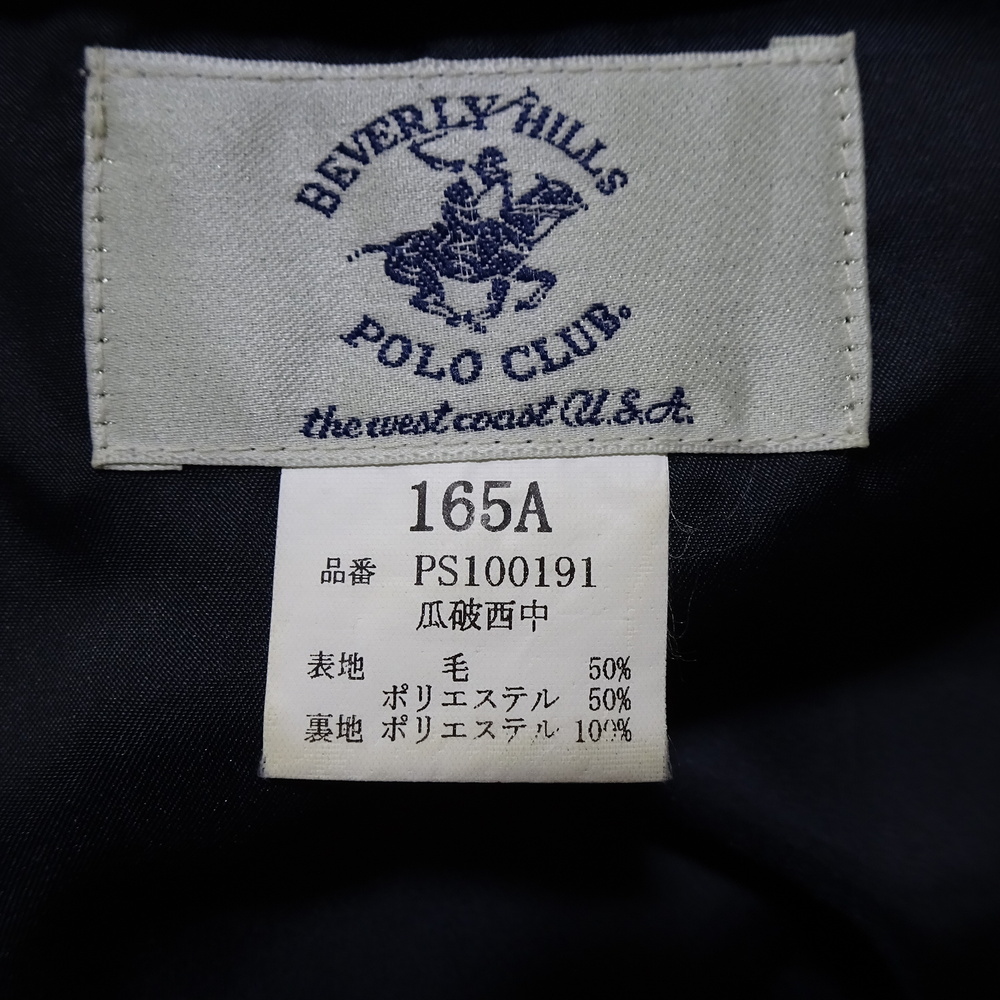 BEVERLY HILLS
POLO CLUB.
the west coast U.S.A.
165A
品番 PS100191
瓜破西中
表地 毛 50%
ポリエステル 50%
裏地 ポリエステル 100%